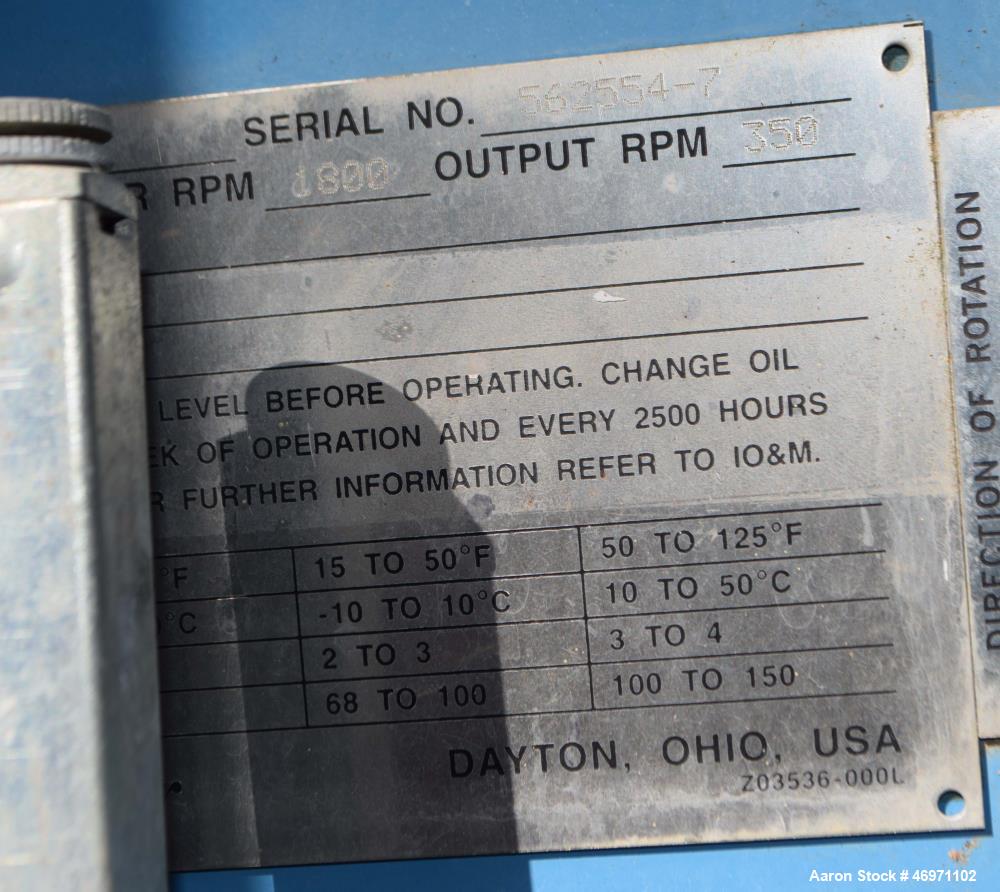 SERIAL NO. 562554-7
R RPM 1800 OUTPUT RPM 350
LEVEL BEFORE OPERATING. CHANGE OIL
EK OF OPERATION AND EVERY 2500 HOURS
R FURTHER INFORMATION REFER TO IO&M.
°F 15 TO 50°F 50 TO 125°F
°C -10 TO 10°C 10 TO 50°C
2 TO 3 3 TO 4
68 TO 100 100 TO 150
DAYTON, OHIO, USA
Z03536-000L
DIRECTION OF ROTATION
Aaron Stock # 46971102